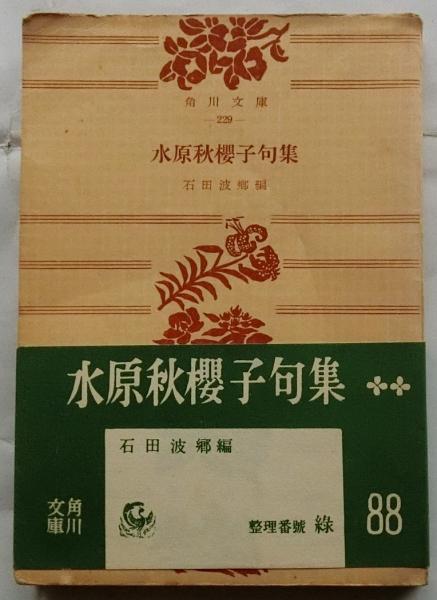 角川文庫
—229—
水原秋櫻子句集
石田波郷編
水原秋櫻子句集
石田波郷編
角川文庫
整理番號 綠
88